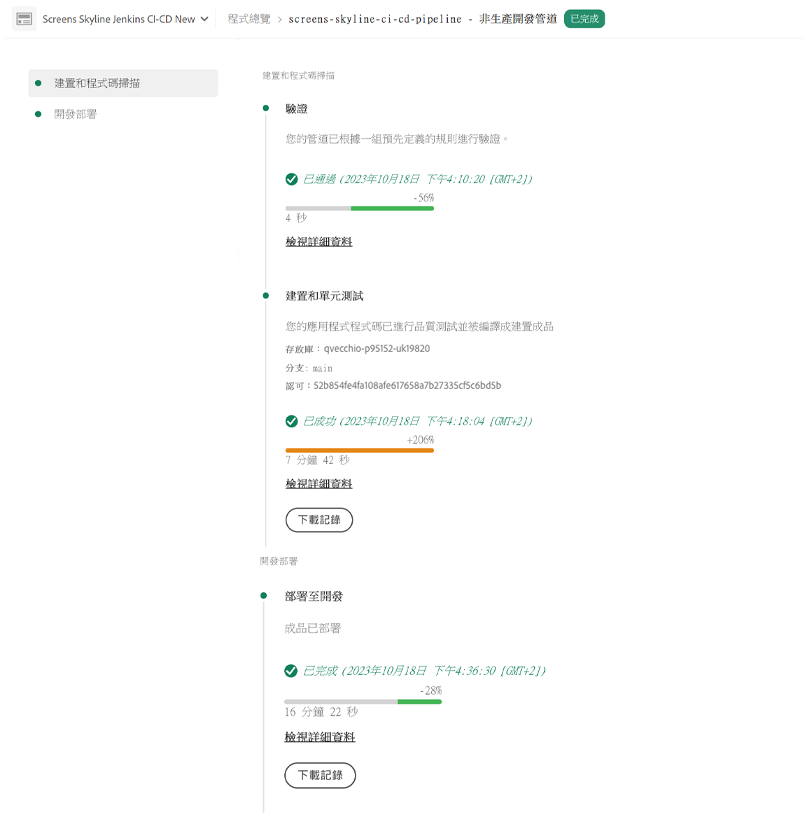 Screens Skyline Jenkins CI-CD New
程式總覽 > screens-skyline-ci-cd-pipeline - 非生產開發管道 已完成
建置和程式碼掃描
開發部署
建置和程式碼掃描
驗證
您的管道已根據一組預先定義的規則進行驗證。
已通過 (2023年10月18日 下午4:10:20 [GMT+2])
-56%
4 秒
檢視詳細資料
建置和單元測試
您的應用程式程式碼已進行品質測試並被編譯成建置成品
存放庫：qvecchio-p95152-uk19820
分支: main
認可：52b854fe4fa108afe617658a7b27335cf5c6bd5b
已成功 (2023年10月18日 下午4:18:04 [GMT+2])
+206%
7 分鐘 42 秒
檢視詳細資料
下載記錄
開發部署
部署至開發
成品已部署
已完成 (2023年10月18日 下午4:36:30 [GMT+2])
-28%
16 分鐘 22 秒
檢視詳細資料
下載記錄